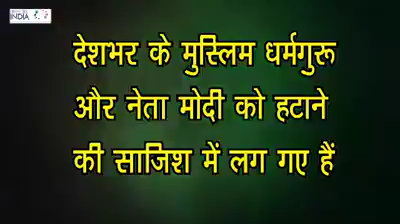 INDIA
देशभर के मुस्लिम धर्मगुरू
और नेता मोदी को हटाने
की साजिश में लग गए हैं